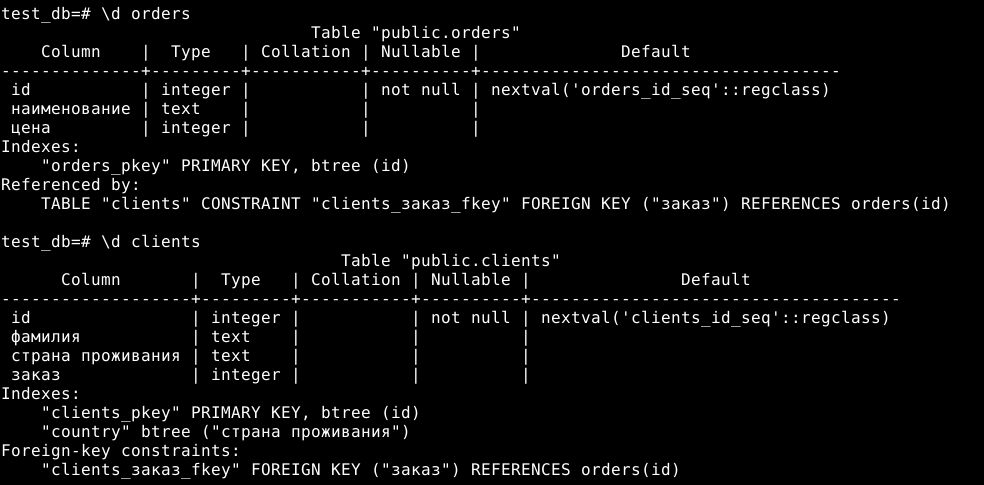 test_db=# \d orders
                               Table "public.orders"
    Column    |  Type   | Collation | Nullable |              Default
--------------+---------+-----------+----------+------------------------------------
 id           | integer |           | not null | nextval('orders_id_seq'::regclass)
 наименование | text    |           |          |
 цена         | integer |           |          |
Indexes:
    "orders_pkey" PRIMARY KEY, btree (id)
Referenced by:
    TABLE "clients" CONSTRAINT "clients_заказ_fkey" FOREIGN KEY ("заказ") REFERENCES orders(id)

test_db=# \d clients
                                  Table "public.clients"
      Column       |  Type   | Collation | Nullable |               Default
-------------------+---------+-----------+----------+-------------------------------------
 id                | integer |           | not null | nextval('clients_id_seq'::regclass)
 фамилия           | text    |           |          |
 страна проживания | text    |           |          |
 заказ             | integer |           |          |
Indexes:
    "clients_pkey" PRIMARY KEY, btree (id)
    "country" btree ("страна проживания")
Foreign-key constraints:
    "clients_заказ_fkey" FOREIGN KEY ("заказ") REFERENCES orders(id)